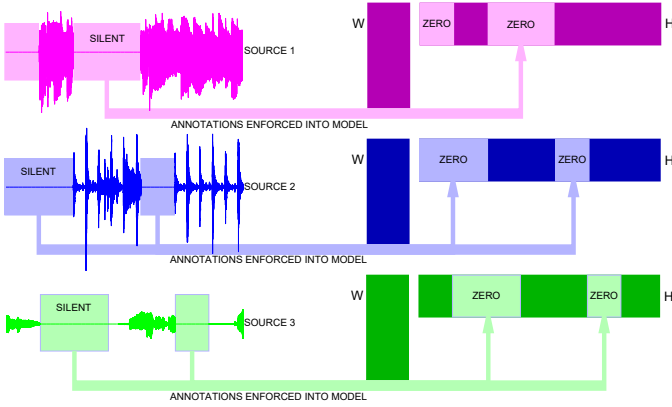 W
H
ZERO
ZERO
SILENT
SOURCE 1
ANNOTATIONS ENFORCED INTO MODEL
W
H
SILENT
ZERO
ZERO
SOURCE 2
ANNOTATIONS ENFORCED INTO MODEL
W
H
SILENT
ZERO
ZERO
SOURCE 3
ANNOTATIONS ENFORCED INTO MODEL